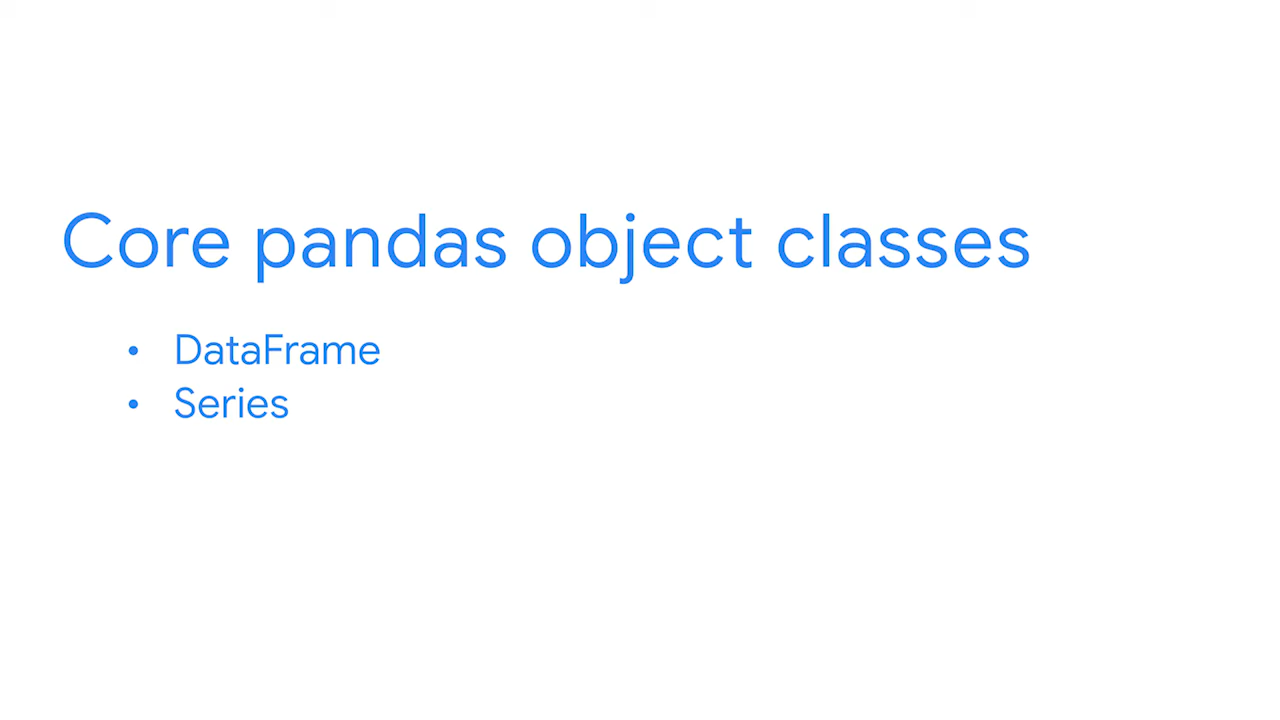 Core pandas object classes
• DataFrame
• Series